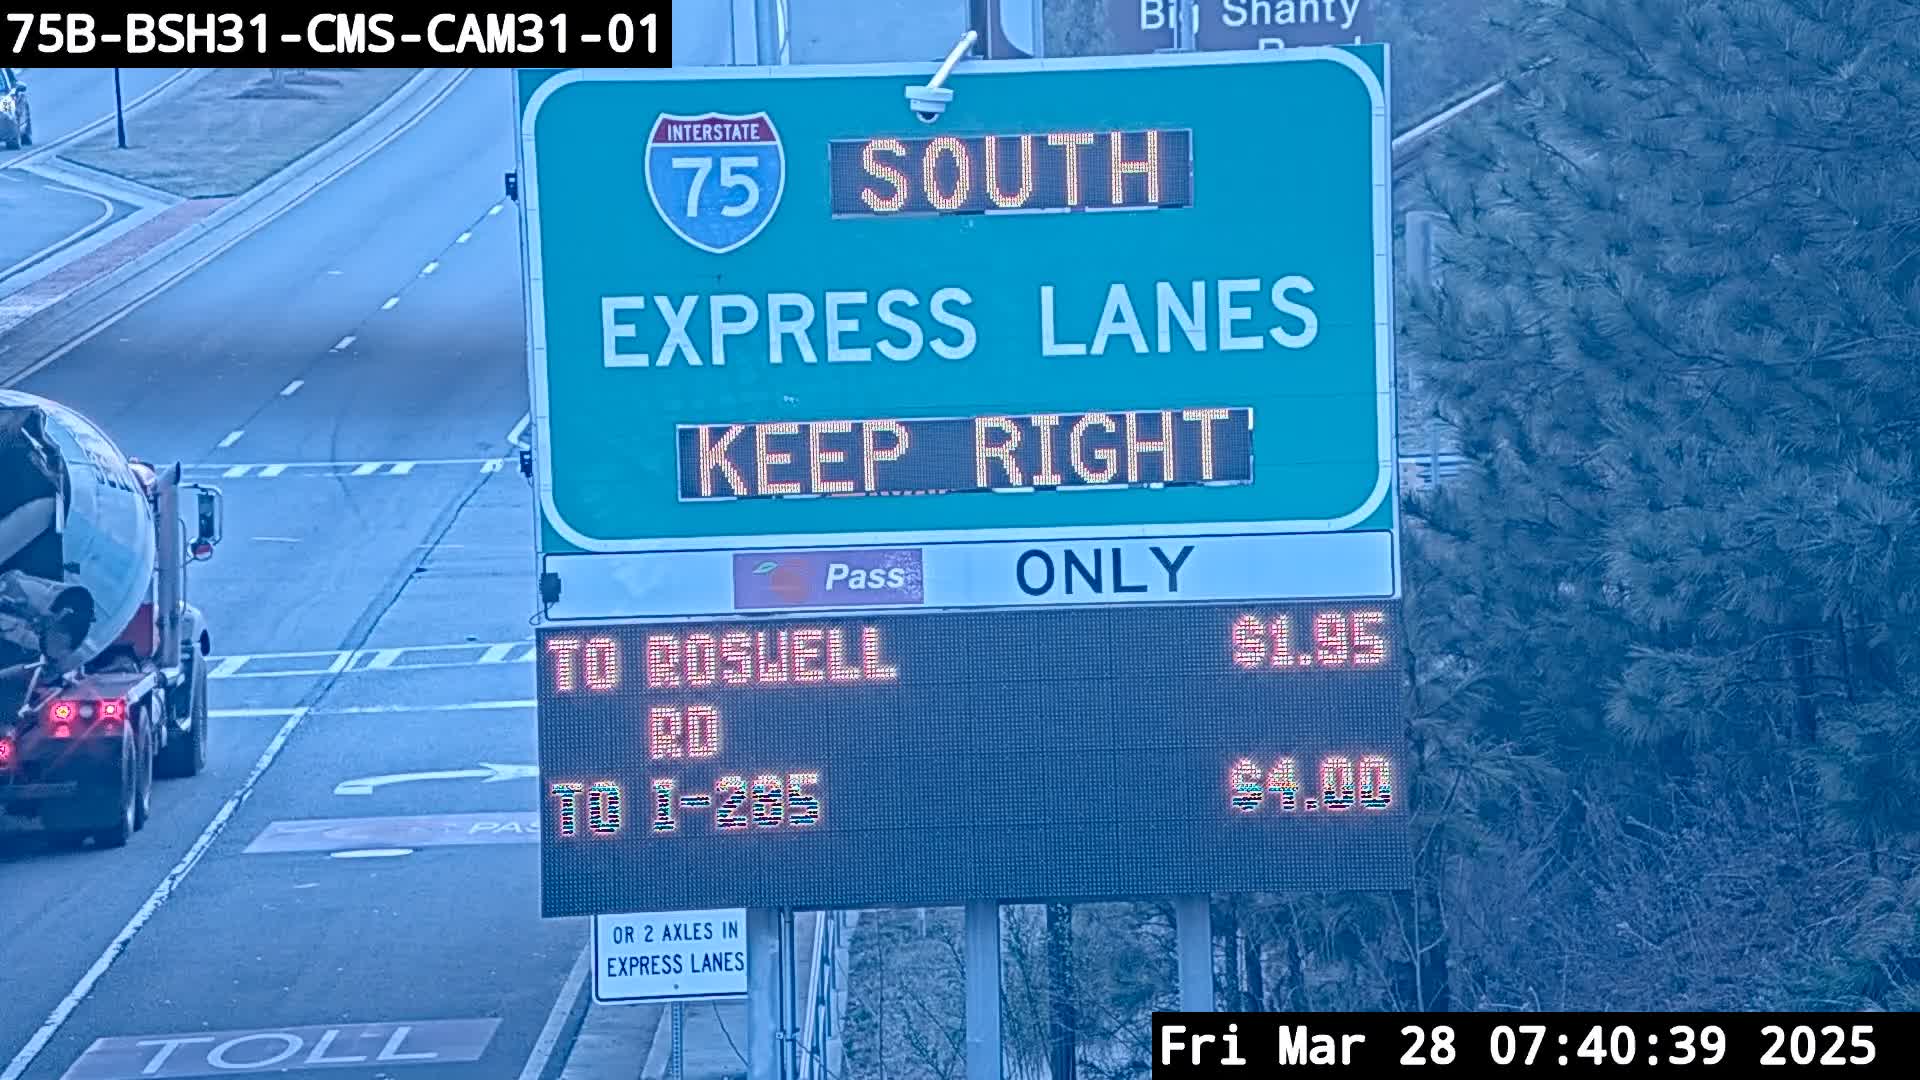 75B-BSH31-CMS-CAM31-01
Big Shanty
INTERSTATE
75
SOUTH
EXPRESS LANES
KEEP RIGHT
Pass
ONLY
TO ROSWELL $1.95
RD
TO I-285 $4.00
OR 2 AXLES IN
EXPRESS LANES
TOLL
Fri Mar 28 07:40:39 2025